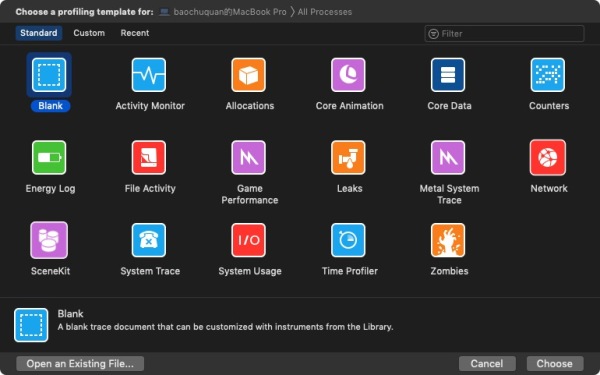 Choose a profiling template for: baochuquan的MacBook Pro 〉All Processes
Standard Custom Recent Filter
Blank Activity Monitor Allocations Core Animation Core Data Counters
Energy Log File Activity Game Performance Leaks Metal System Trace Network
SceneKit System Trace I/O System Usage Time Profiler Zombies
Blank
A blank trace document that can be customized with instruments from the Library.
Open an Existing File... Cancel Choose